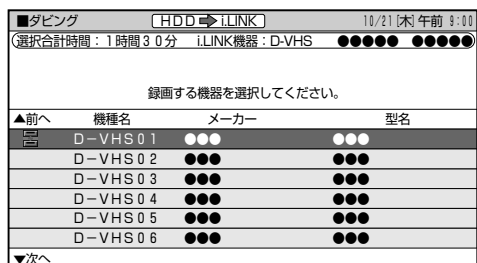 ■ダビング HDD➡i.LINK 10/21[木]午前 9:00
選択合計時間：1時間30分 i.LINK機器：D-VHS ●●●●● ●●●●●
録画する機器を選択してください。
▲前へ 機種名 メーカー 型名
D－VHS01 ●●● ●●●
D－VHS02 ●●● ●●●
D－VHS03 ●●● ●●●
D－VHS04 ●●● ●●●
D－VHS05 ●●● ●●●
D－VHS06 ●●● ●●●
▼次へ